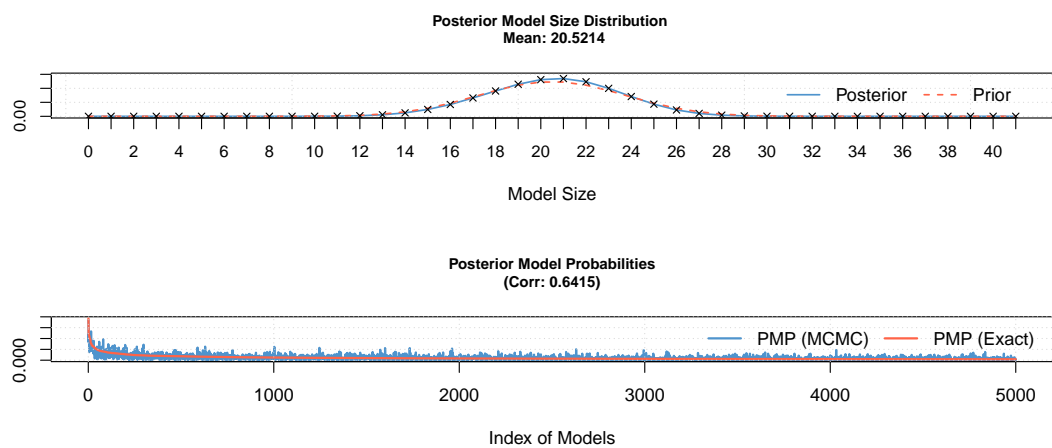 Posterior Model Size Distribution
Mean: 20.5214
0.000
Posterior Prior
0 2 4 6 8 10 12 14 16 18 20 22 24 26 28 30 32 34 36 38 40
Model Size
Posterior Model Probabilities
(Corr: 0.6415)
0.0000
PMP (MCMC) PMP (Exact)
0 1000 2000 3000 4000 5000
Index of Models